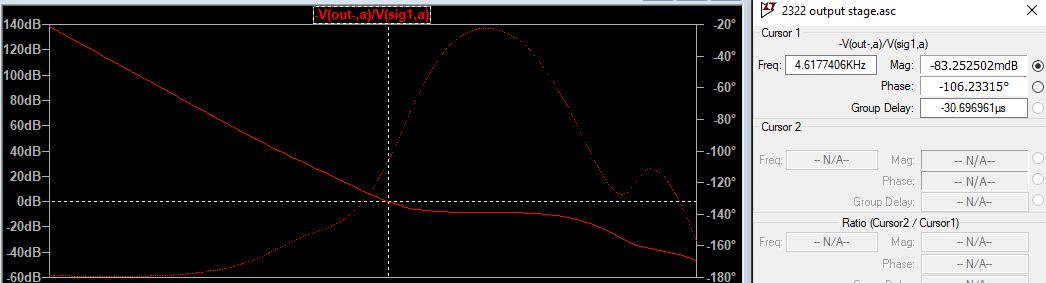 -V(out-,a)/V(sig1,a)
140dB
120dB
100dB
80dB
60dB
40dB
20dB
0dB
-20dB
-40dB
-60dB
-20°
-40°
-60°
-80°
-100°
-120°
-140°
-160°
-180°
2322 output stage.asc
Cursor 1
-V(out-,a)/V(sig1,a)
Freq: 4.6177406KHz Mag: -83.252502mdB
Phase: -106.23315°
Group Delay: -30.696961µs
Cursor 2
Freq: -- N/A-- Mag: -- N/A--
Phase: -- N/A--
Group Delay: -- N/A--
Ratio (Cursor2 / Cursor1)
Freq: -- N/A-- Mag: -- N/A--
Phase: -- N/A--